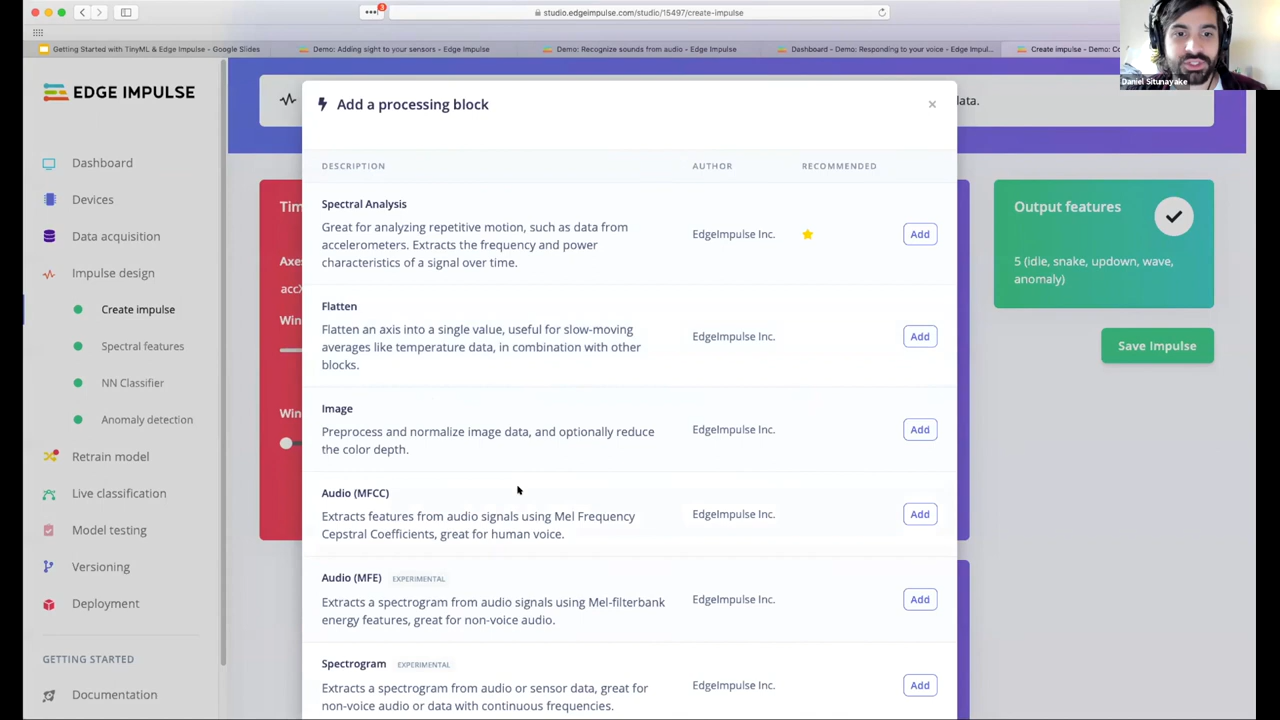 3
studio.edgeimpulse.com/studio/15497/create-impulse
Getting Started with TinyML & Edge Impulse - Google Slides
Demo: Adding sight to your sensors - Edge Impulse
Demo: Recognize sounds from audio - Edge Impulse
Dashboard - Demo: Responding to your voice - Edge Impul...
Create impulse - Demo: Co
Daniel Situnayake
EDGE IMPULSE
Dashboard
Devices
Data acquisition
Impulse design
Create impulse
Spectral features
NN Classifier
Anomaly detection
Retrain model
Live classification
Model testing
Versioning
Deployment
GETTING STARTED
Documentation
data.
Tim
Axes
acc
Win
Win
Add a processing block
×
DESCRIPTION AUTHOR RECOMMENDED
Spectral Analysis
Great for analyzing repetitive motion, such as data from
accelerometers. Extracts the frequency and power
characteristics of a signal over time.
EdgeImpulse Inc.
Add
Flatten
Flatten an axis into a single value, useful for slow-moving
averages like temperature data, in combination with other
blocks.
EdgeImpulse Inc.
Add
Image
Preprocess and normalize image data, and optionally reduce
the color depth.
EdgeImpulse Inc.
Add
Audio (MFCC)
Extracts features from audio signals using Mel Frequency
Cepstral Coefficients, great for human voice.
EdgeImpulse Inc.
Add
Audio (MFE) EXPERIMENTAL
Extracts a spectrogram from audio signals using Mel-filterbank
energy features, great for non-voice audio.
EdgeImpulse Inc.
Add
Spectrogram EXPERIMENTAL
Extracts a spectrogram from audio or sensor data, great for
non-voice audio or data with continuous frequencies.
EdgeImpulse Inc.
Add
Output features
5 (idle, snake, updown, wave,
anomaly)
Save Impulse